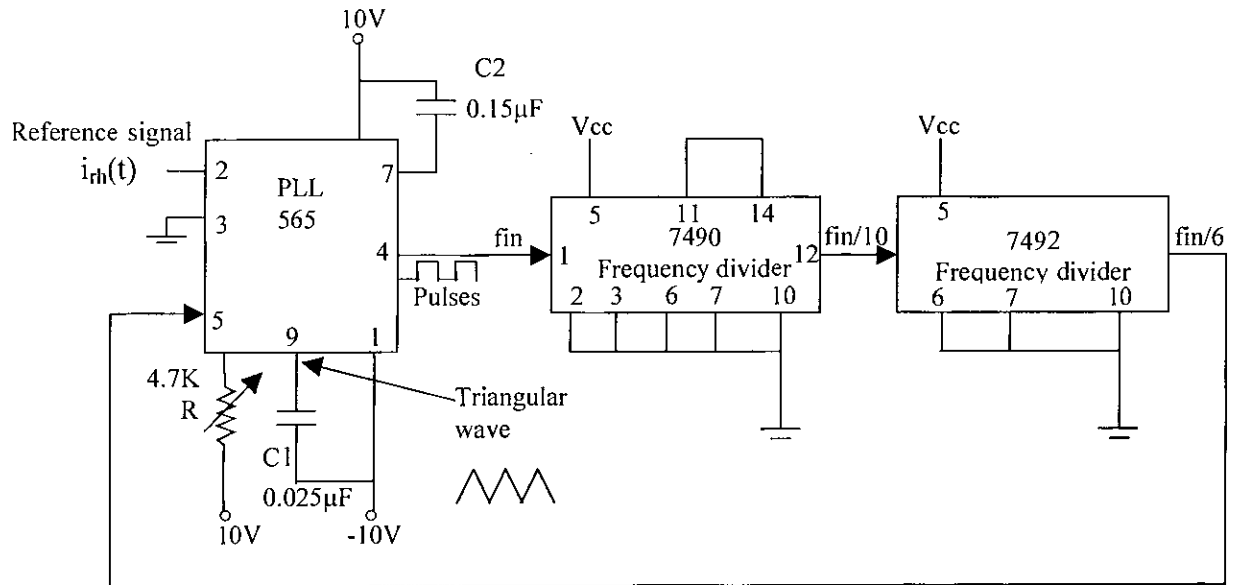 10V
C2
0.15μF
Reference signal
i_rh(t)
2
3
5
PLL
565
7
4
9
1
Pulses
fin
Vcc
5
11
14
1
7490
Frequency divider
12
2
3
6
7
10
fin/10
Vcc
5
7492
Frequency divider
6
7
10
fin/6
4.7K
R
C1
0.025μF
Triangular
wave
10V
-10V